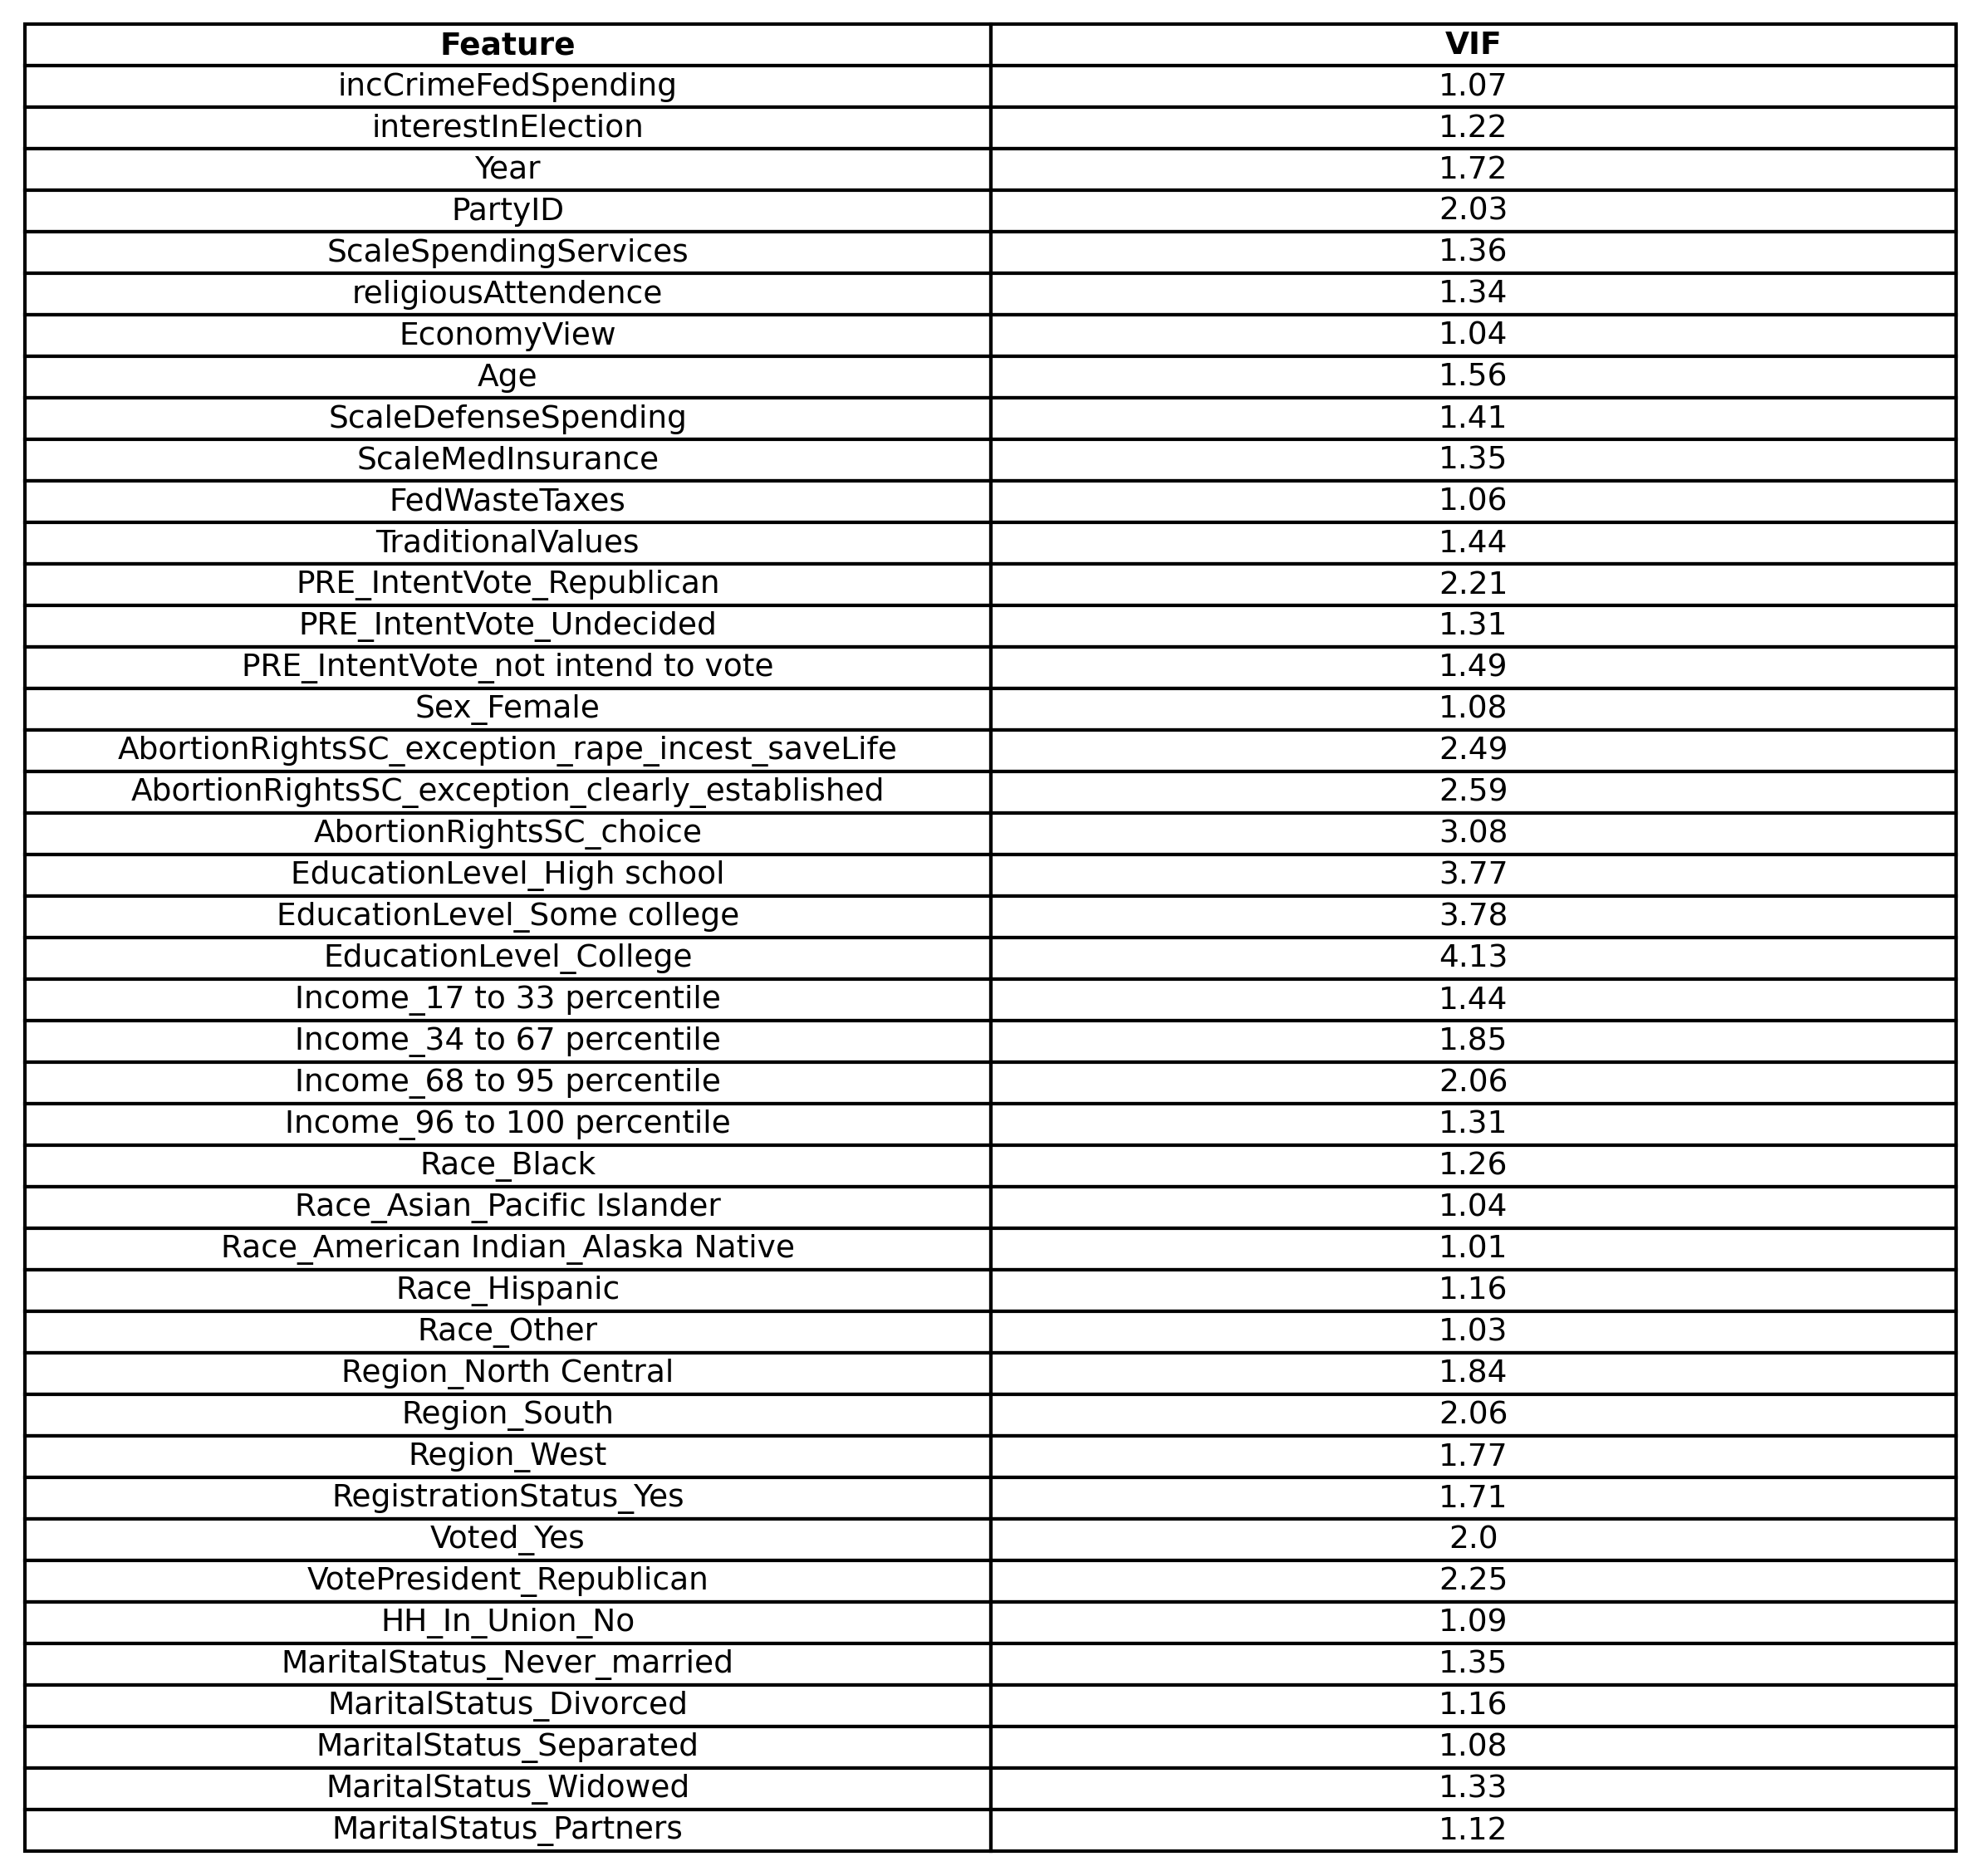 Feature VIF
incCrimeFedSpending 1.07
interestInElection 1.22
Year 1.72
PartyID 2.03
ScaleSpendingServices 1.36
religiousAttendence 1.34
EconomyView 1.04
Age 1.56
ScaleDefenseSpending 1.41
ScaleMedInsurance 1.35
FedWasteTaxes 1.06
TraditionalValues 1.44
PRE_IntentVote_Republican 2.21
PRE_IntentVote_Undecided 1.31
PRE_IntentVote_not intend to vote 1.49
Sex_Female 1.08
AbortionRightsSC_exception_rape_incest_saveLife 2.49
AbortionRightsSC_exception_clearly_established 2.59
AbortionRightsSC_choice 3.08
EducationLevel_High school 3.77
EducationLevel_Some college 3.78
EducationLevel_College 4.13
Income_17 to 33 percentile 1.44
Income_34 to 67 percentile 1.85
Income_68 to 95 percentile 2.06
Income_96 to 100 percentile 1.31
Race_Black 1.26
Race_Asian_Pacific Islander 1.04
Race_American Indian_Alaska Native 1.01
Race_Hispanic 1.16
Race_Other 1.03
Region_North Central 1.84
Region_South 2.06
Region_West 1.77
RegistrationStatus_Yes 1.71
Voted_Yes 2.0
VotePresident_Republican 2.25
HH_In_Union_No 1.09
MaritalStatus_Never_married 1.35
MaritalStatus_Divorced 1.16
MaritalStatus_Separated 1.08
MaritalStatus_Widowed 1.33
MaritalStatus_Partners 1.12